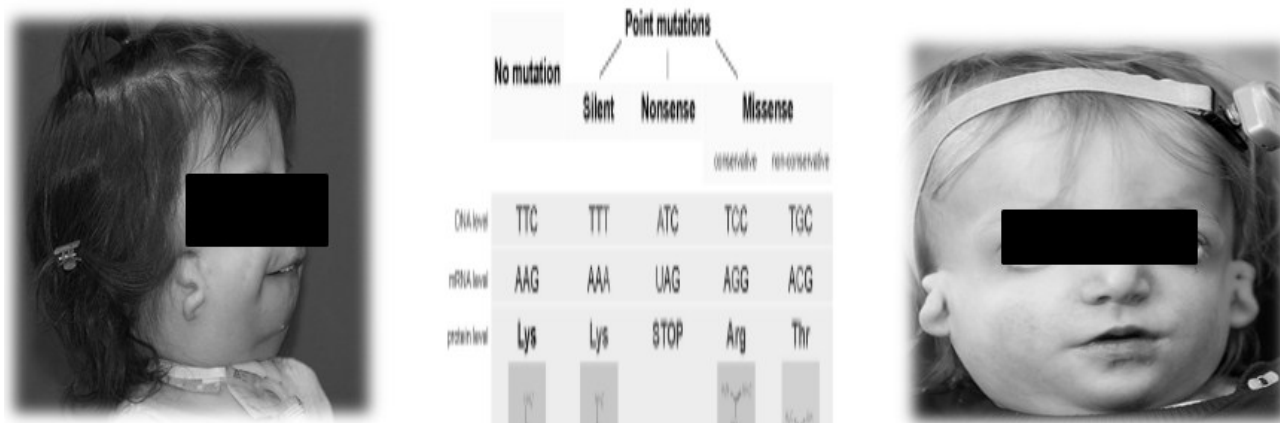 Point mutations
No mutation
Silent Nonsense Missense
conservative non-conservative
DNA level TTC TTT ATC TCC TGC
mRNA level AAG AAA UAG AGG ACG
protein level Lys Lys STOP Arg Thr